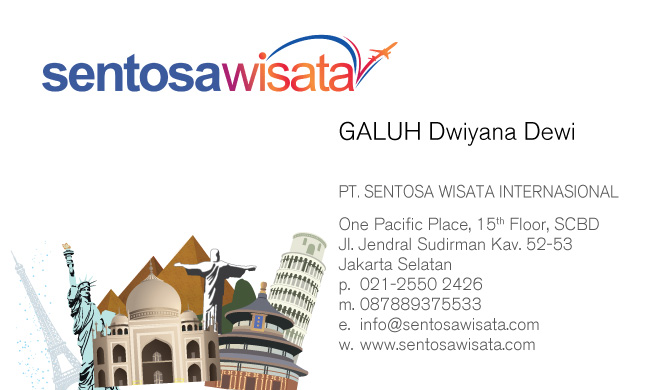 sentosawisata
GALUH Dwiyana Dewi
PT. SENTOSA WISATA INTERNASIONAL
One Pacific Place, 15th Floor, SCBD
Jl. Jendral Sudirman Kav. 52-53
Jakarta Selatan
p. 021-2550 2426
m. 087889375533
e. info@sentosawisata.com
w. www.sentosawisata.com